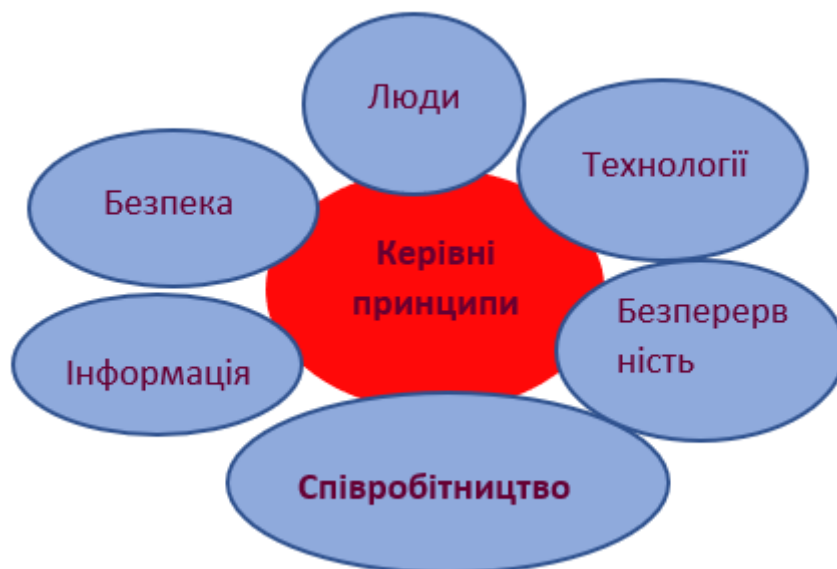 Люди
Технології
Безпека
Керівні
принципи
Безперерв
ність
Інформація
Співробітництво